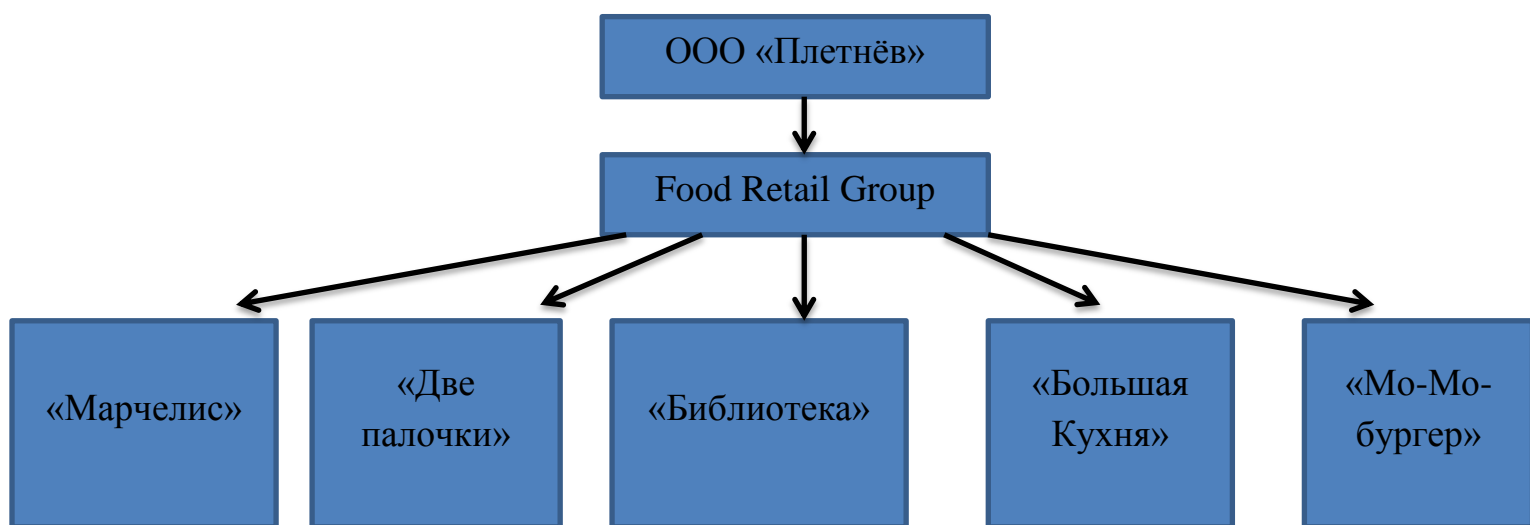 ООО «Плетнёв»
Food Retail Group
«Марчелис»
«Две
палочки»
«Библиотека»
«Большая
Кухня»
«Мо-Мо-
бургер»